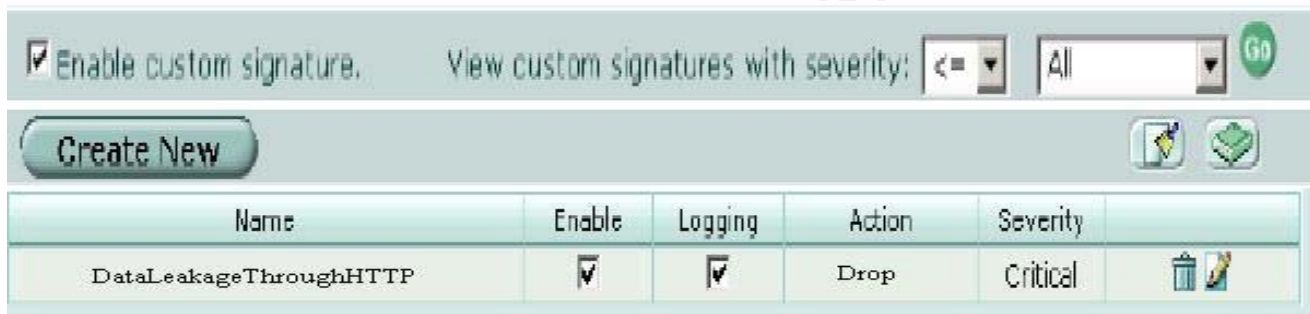 Enable custom signature. View custom signatures with severity: <= All Go
Create New
Name Enable Logging Action Severity
DataLeakageThroughHTTP Drop Critical